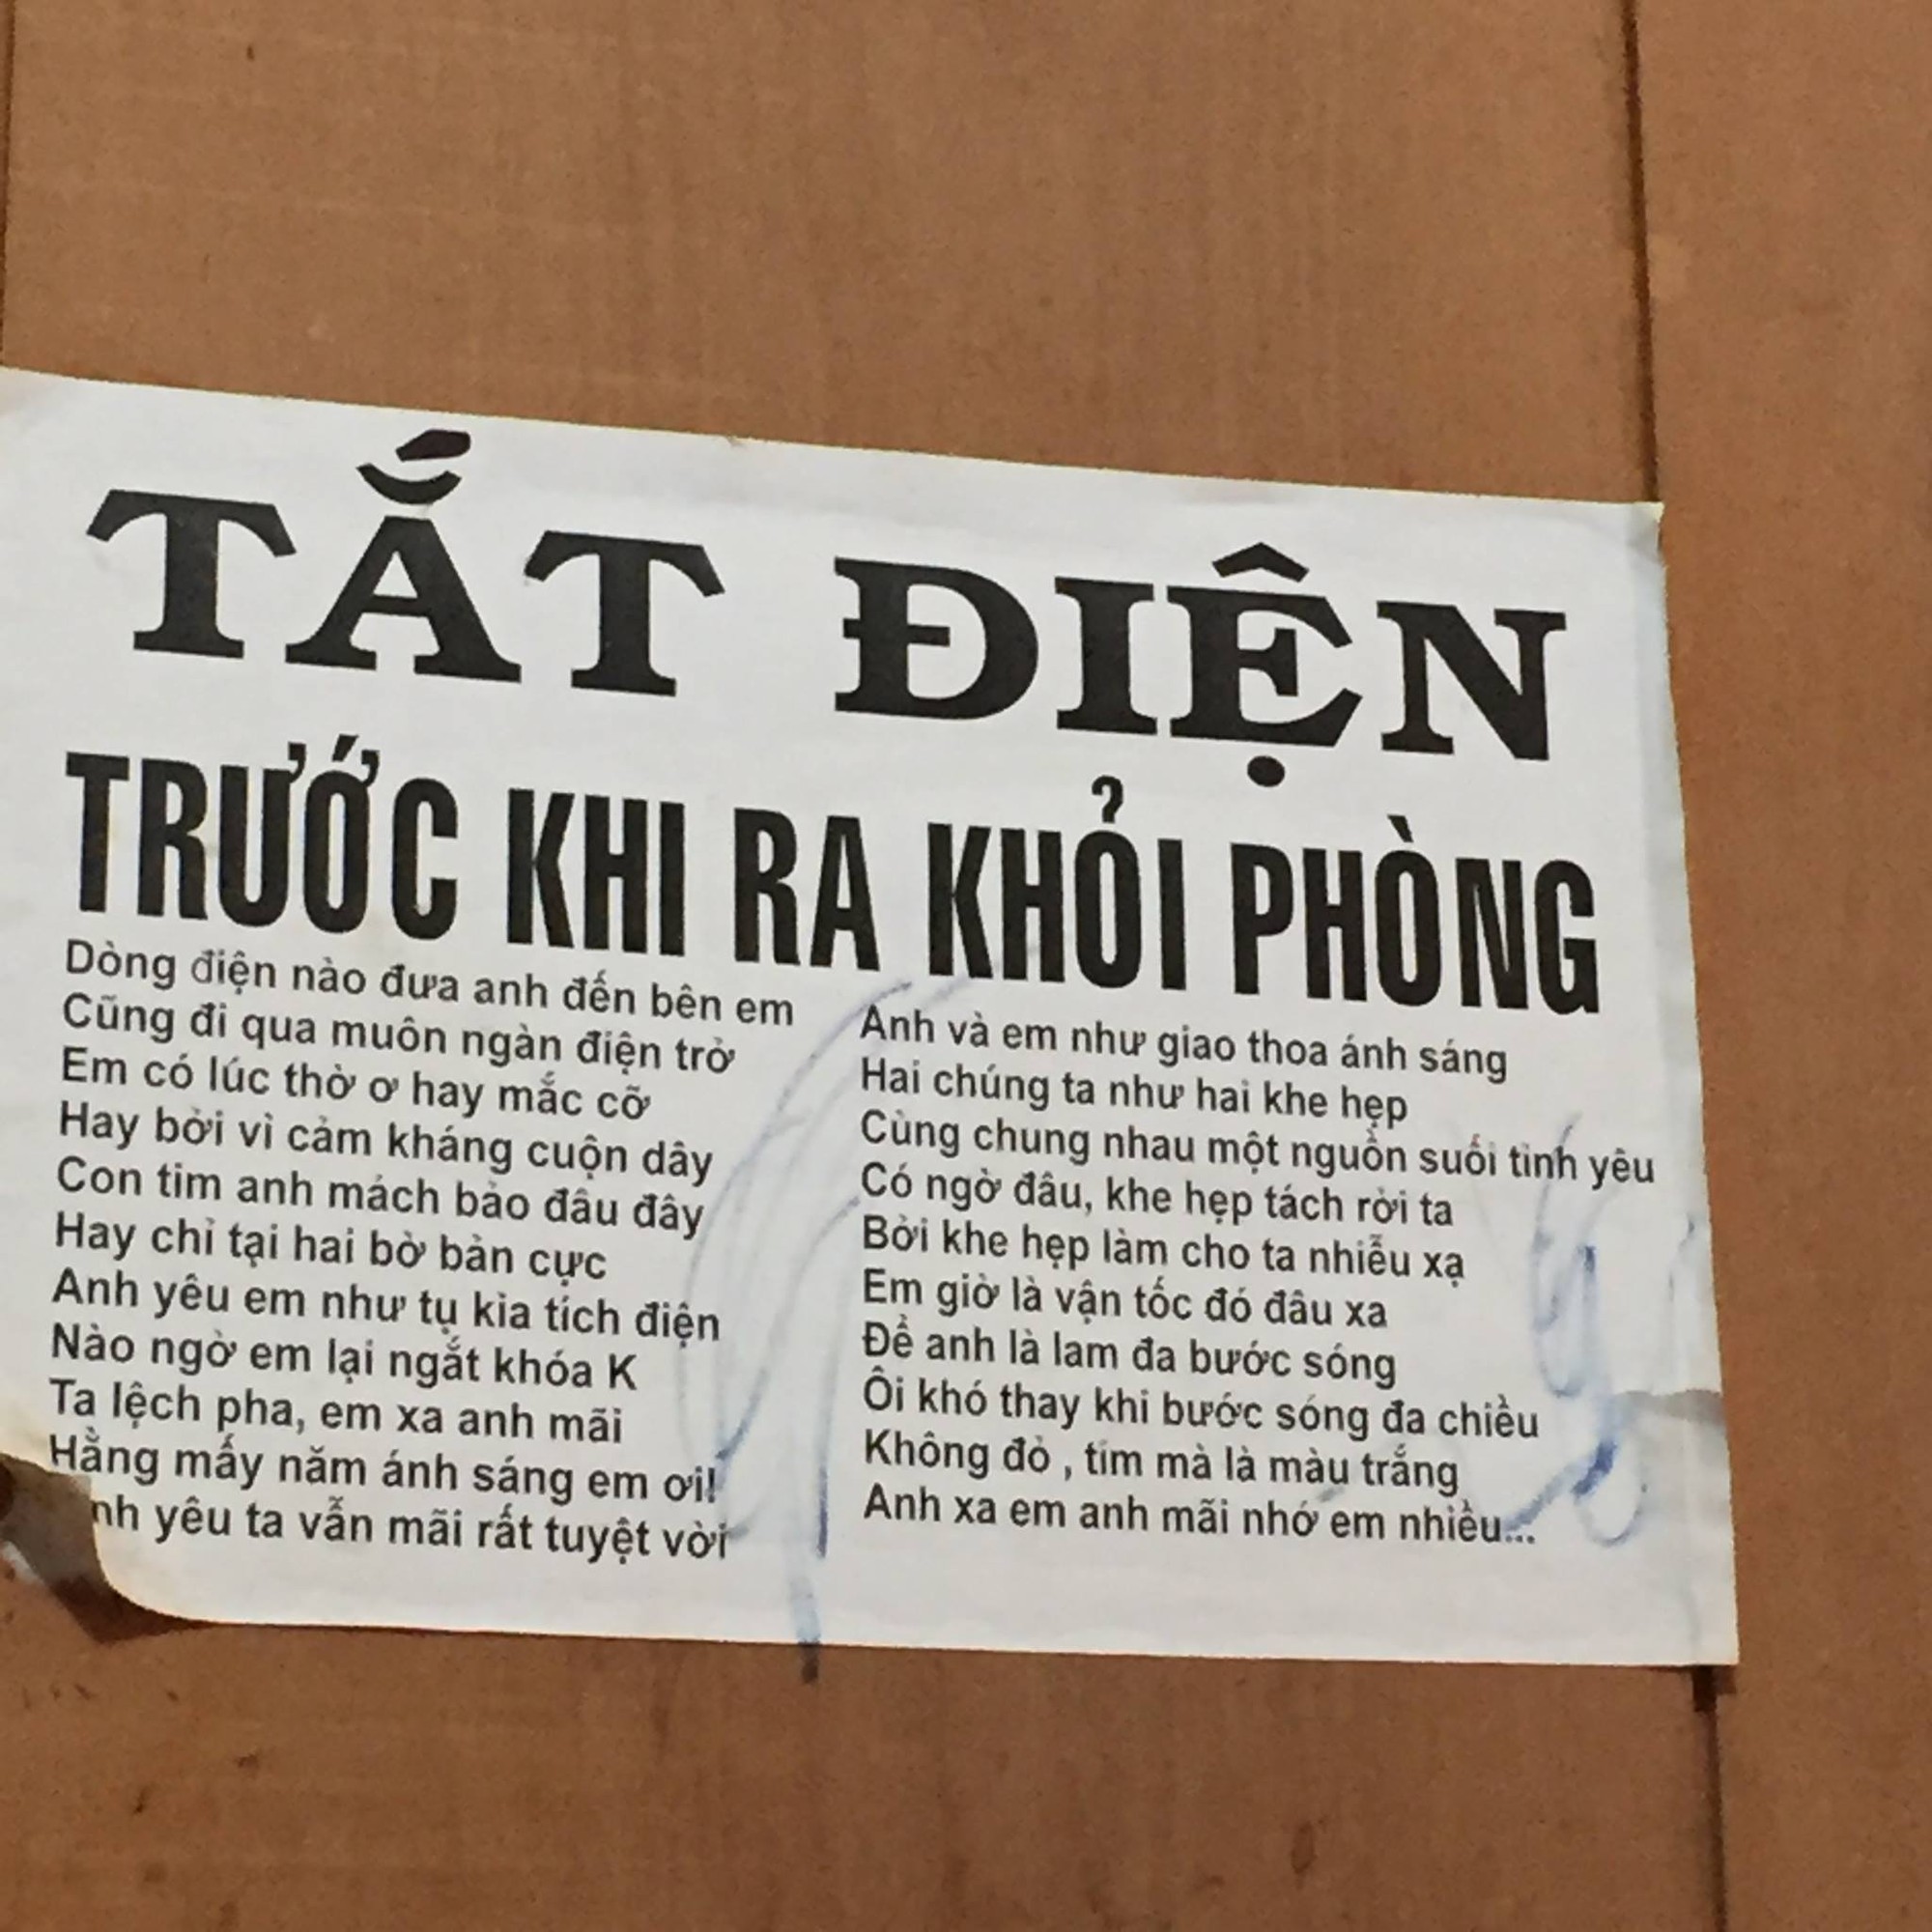 TẮT ĐIỆN
TRƯỚC KHI RA KHỎI PHÒNG
Dòng điện nào đưa anh đến bên em
Cũng đi qua muôn ngàn điện trở
Em có lúc thờ ơ hay mắc cỡ
Hay bởi vì cảm kháng cuộn dây
Con tim anh mách bảo đâu đây
Hay chỉ tại hai bờ bản cực
Anh yêu em như tụ kia tích điện
Nào ngờ em lại ngắt khóa K
Ta lệch pha, em xa anh mãi
Hằng mấy năm ánh sáng em ơi!
nh yêu ta vẫn mãi rất tuyệt vời
Anh và em như giao thoa ánh sáng
Hai chúng ta như hai khe hẹp
Cùng chung nhau một nguồn suối tình yêu
Có ngờ đâu, khe hẹp tách rời ta
Bởi khe hẹp làm cho ta nhiễu xạ
Em giờ là vận tốc đó đâu xa
Để anh là lam đa bước sóng
Ôi khó thay khi bước sóng đa chiều
Không đỏ , tím mà là màu trắng
Anh xa em anh mãi nhớ em nhiều...